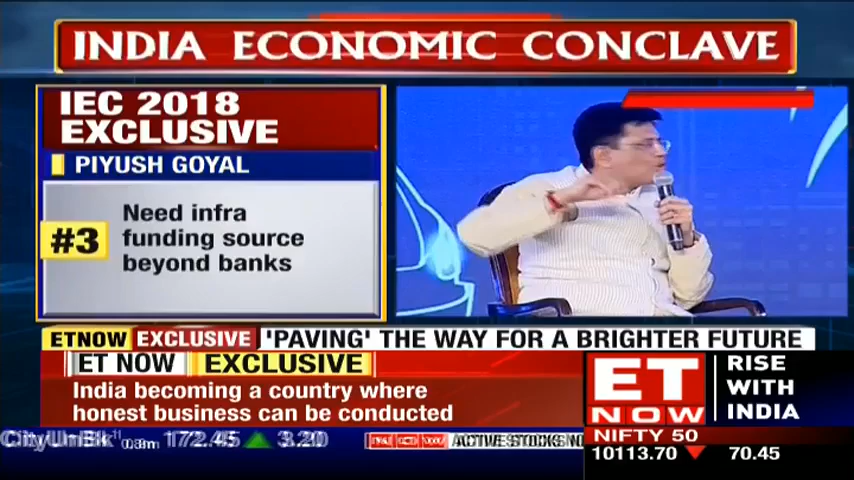 INDIA ECONOMIC CONCLAVE
IEC 2018
EXCLUSIVE
PIYUSH GOYAL
#3
Need infra
funding source
beyond banks
ETNOW EXCLUSIVE 'PAVING' THE WAY FOR A BRIGHTER FUTURE
ET NOW EXCLUSIVE
India becoming a country where
honest business can be conducted
ET
NOW
RISE
WITH
INDIA
NIFTY 50
10113.70 ▼ 70.45
CityUnBk 172.45 ▲ 3.20
ACTIVE STOCKS